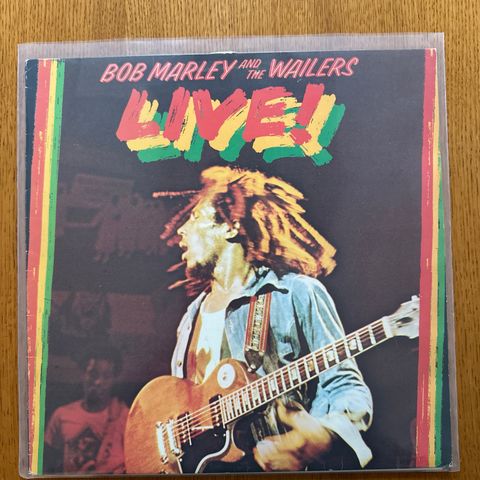 BOB MARLEY AND THE WAILERS
LIVE!